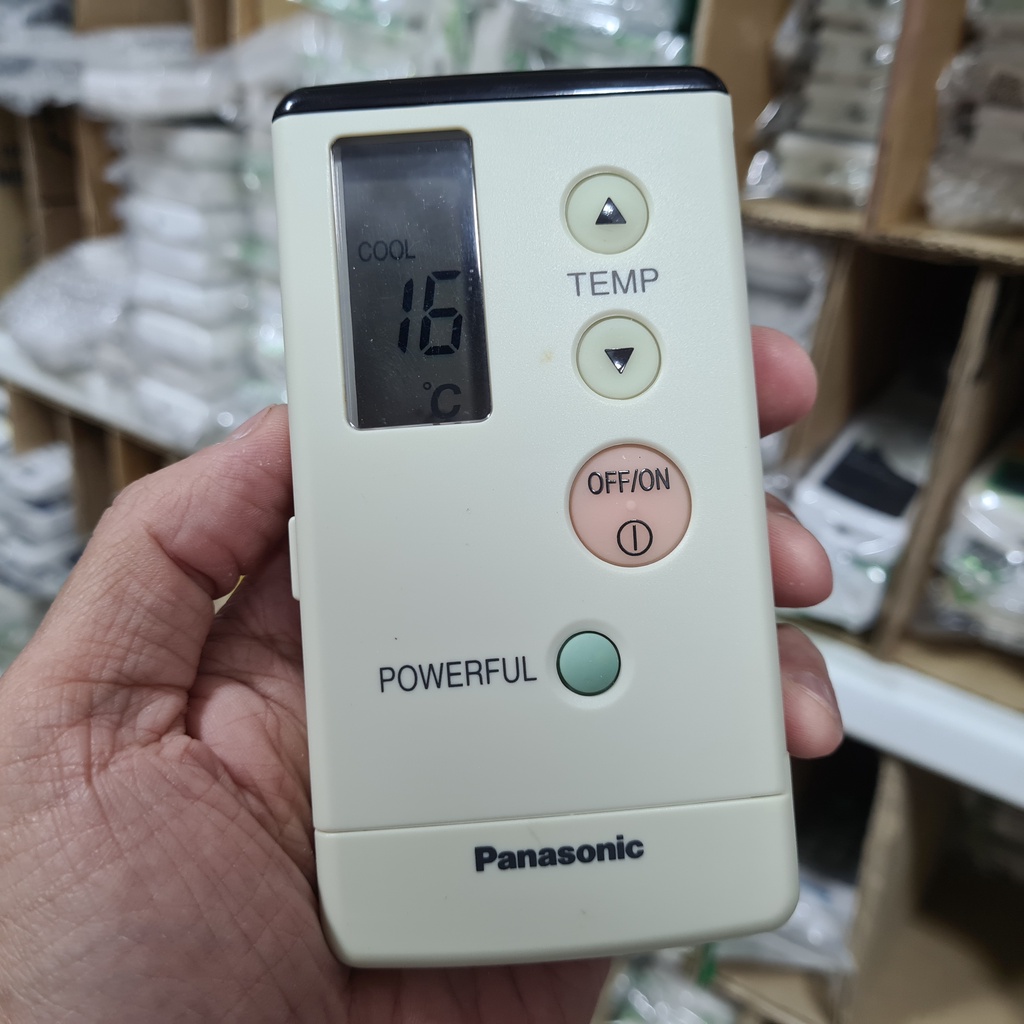 COOL
16
°C
TEMP
OFF/ON
POWERFUL
Panasonic